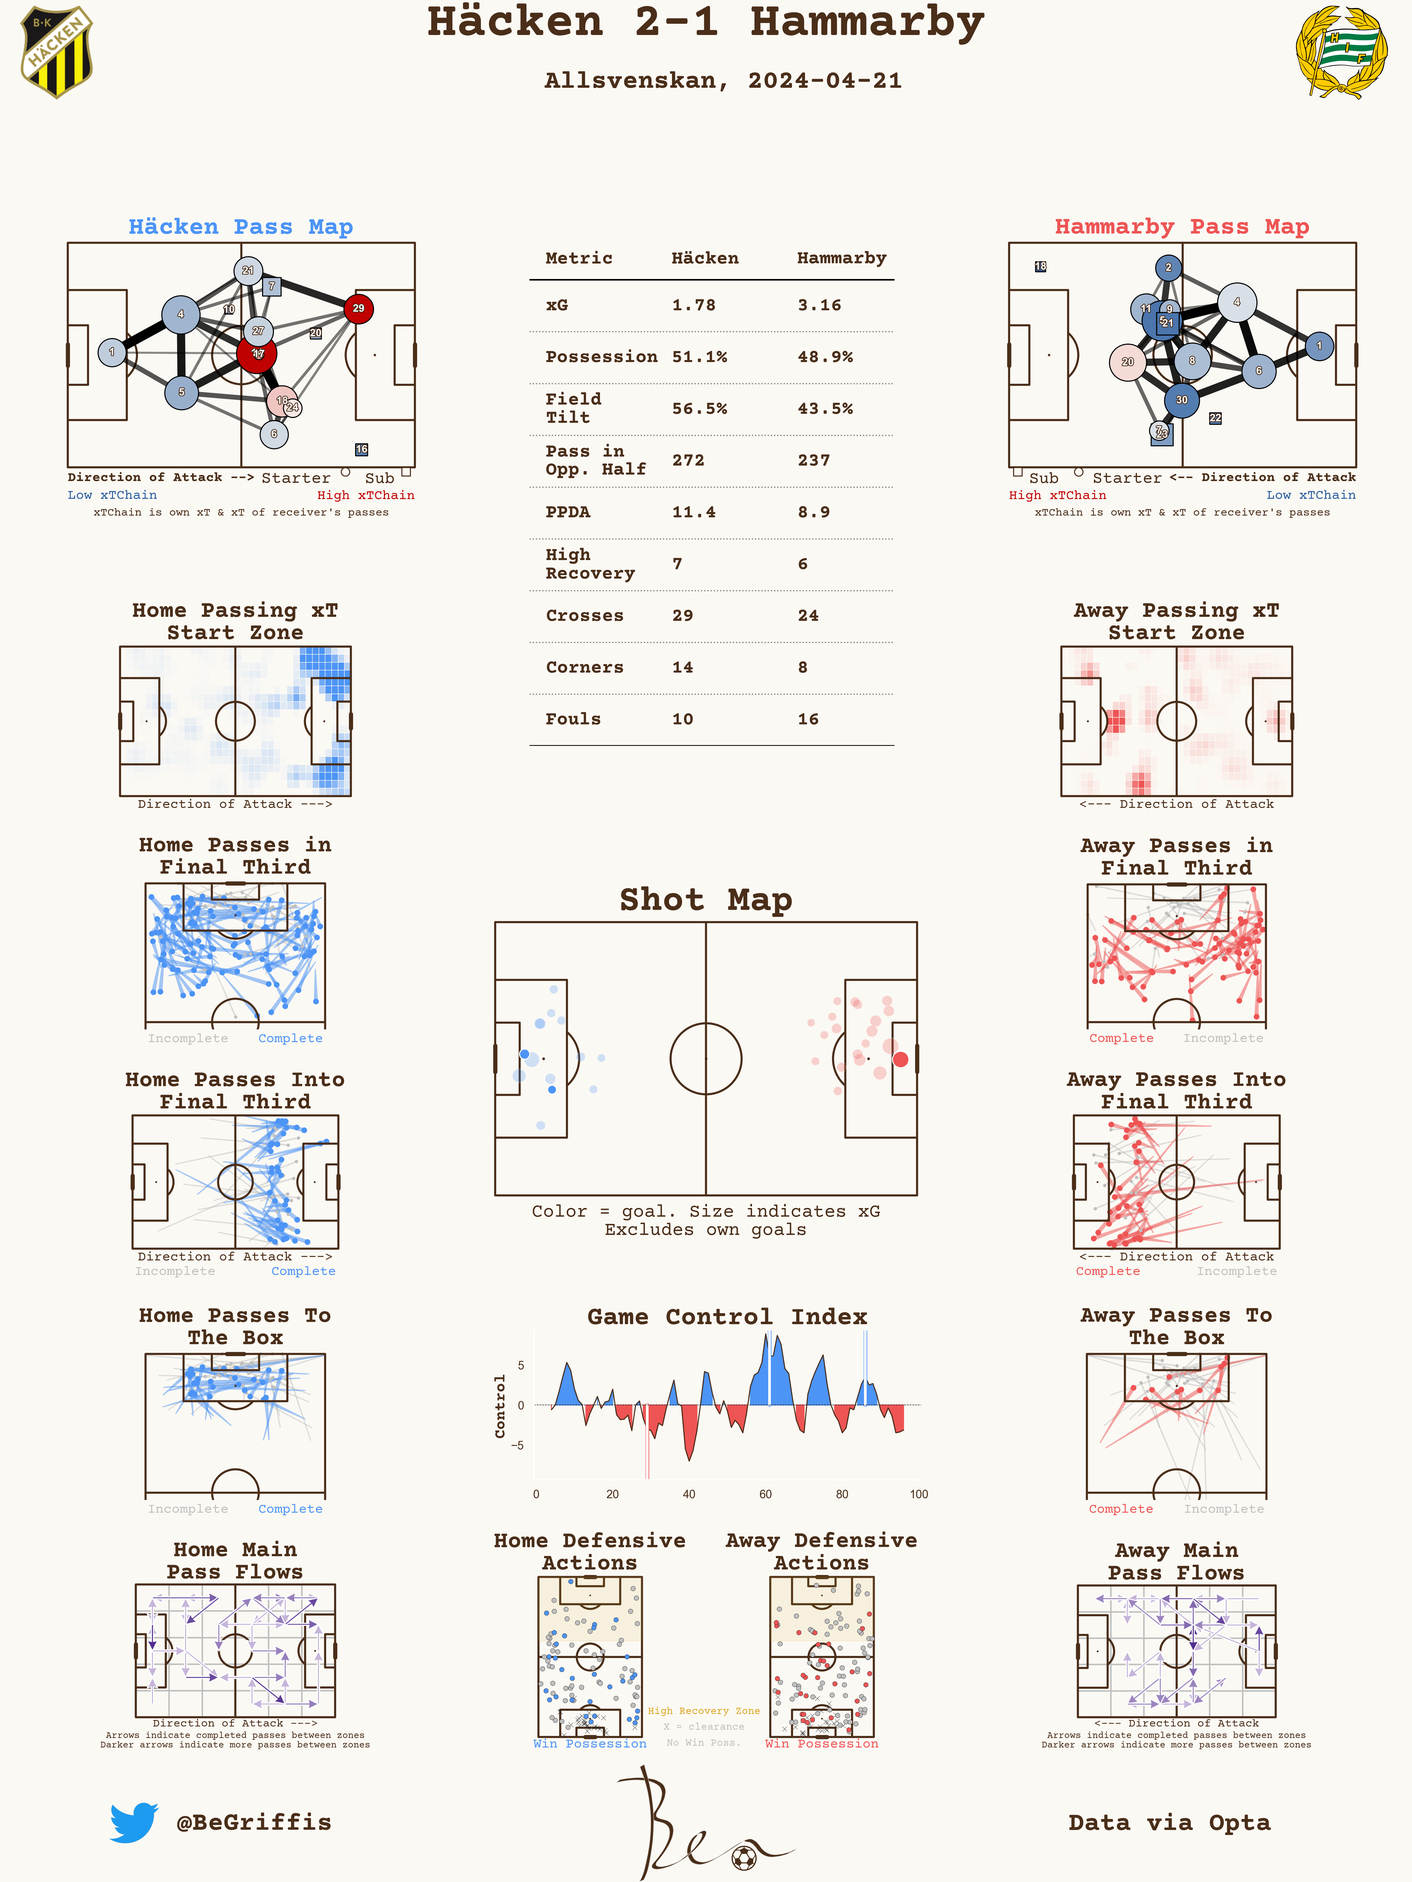 Häcken 2-1 Hammarby
Allsvenskan, 2024-04-21
B·K
HÄCKEN
H I F
Häcken Pass Map
21
7
29
4
10
27
20
1
17
5
18
24
6
16
Direction of Attack --> Starter Sub
Low xTChain High xTChain
xTChain is own xT & xT of receiver's passes
Metric Häcken Hammarby
xG 1.78 3.16
Possession 51.1% 48.9%
Field
Tilt 56.5% 43.5%
Pass in
Opp. Half 272 237
PPDA 11.4 8.9
High
Recovery 7 6
Crosses 29 24
Corners 14 8
Fouls 10 16
Hammarby Pass Map
18
2
11
9
4
5
21
1
20
8
6
30
22
7
23
Sub Starter <-- Direction of Attack
High xTChain Low xTChain
xTChain is own xT & xT of receiver's passes
Home Passing xT
Start Zone
Direction of Attack --->
Away Passing xT
Start Zone
<--- Direction of Attack
Home Passes in
Final Third
Incomplete Complete
Away Passes in
Final Third
Complete Incomplete
Shot Map
Color = goal. Size indicates xG
Excludes own goals
Home Passes Into
Final Third
Direction of Attack --->
Incomplete Complete
Away Passes Into
Final Third
<--- Direction of Attack
Complete Incomplete
Home Passes To
The Box
Incomplete Complete
Game Control Index
Control
5
0
−5
0 20 40 60 80 100
Away Passes To
The Box
Complete Incomplete
Home Main
Pass Flows
Direction of Attack --->
Arrows indicate completed passes between zones
Darker arrows indicate more passes between zones
Home Defensive
Actions
Win Possession
Away Defensive
Actions
Win Possession
High Recovery Zone
X = clearance
No Win Poss.
Away Main
Pass Flows
<--- Direction of Attack
Arrows indicate completed passes between zones
Darker arrows indicate more passes between zones
@BeGriffis
Ben
Data via Opta